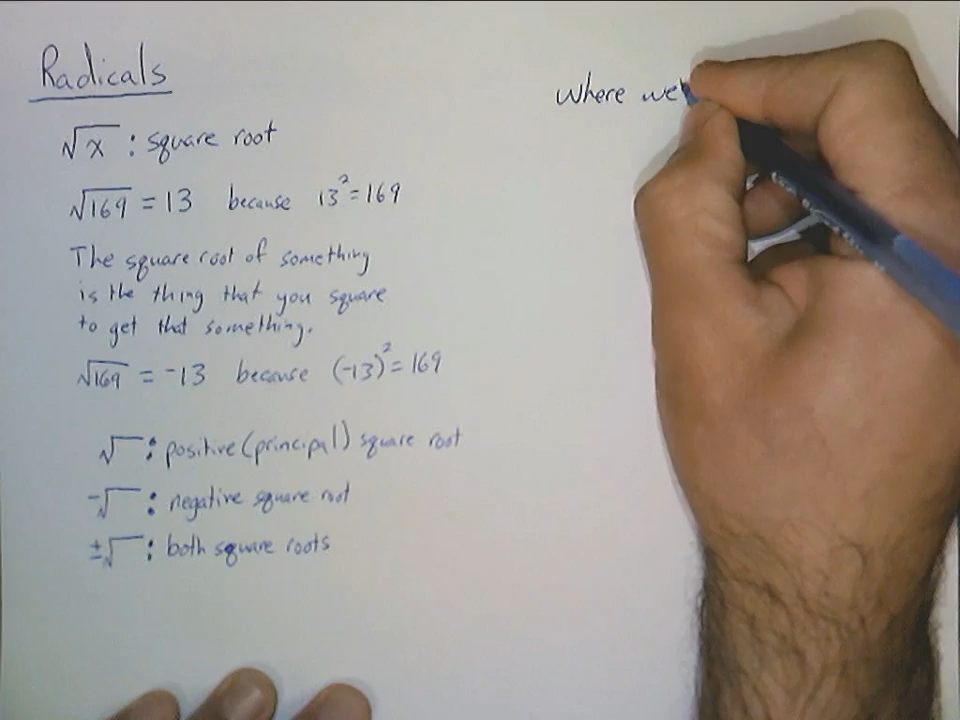 Radicals
√x : square root
√169 = 13 because 13² = 169
The square root of something
is the thing that you square
to get that something.
√169 = -13 because (-13)² = 169
√ : positive (principal) square root
-√ : negative square root
±√ : both square roots
Where we